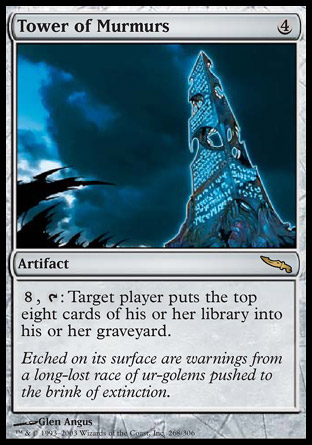 Tower of Murmurs 4
Artifact
8, : Target player puts the top
eight cards of his or her library into
his or her graveyard.
Etched on its surface are warnings from
a long-lost race of ur-golems pushed to
the brink of extinction.
Glen Angus
™ & © 1993-2003 Wizards of the Coast, Inc. 268/306